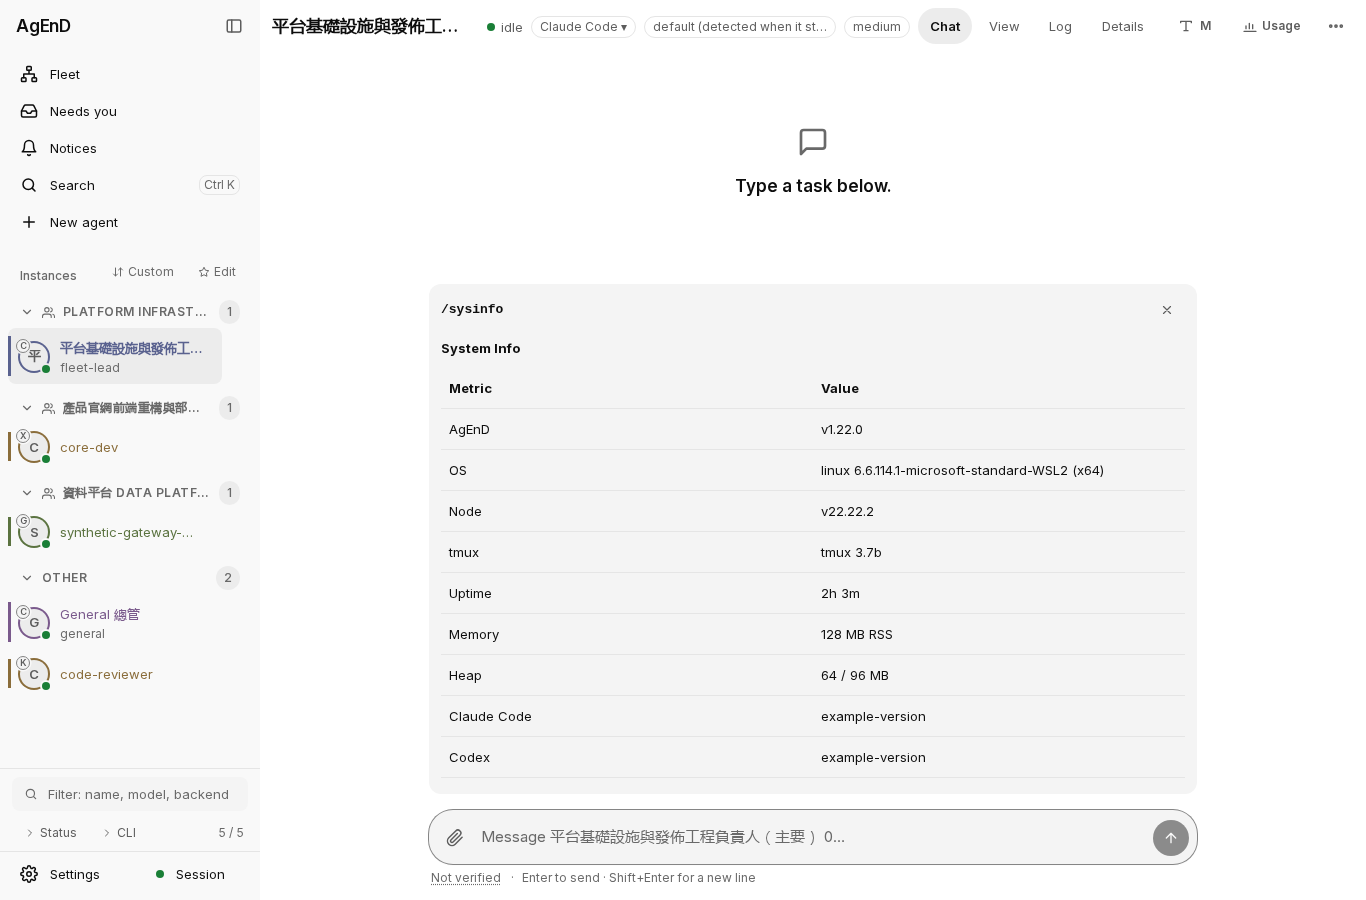 AgEnD
Fleet
Needs you
Notices
Search
Ctrl K
New agent
Instances
Custom
Edit
PLATFORM INFRAST...
1
C
平
平台基礎設施與發佈工...
fleet-lead
產品官網前端重構與部...
1
X
C
core-dev
資料平台 DATA PLATF...
1
G
S
synthetic-gateway-...
OTHER
2
C
G
General 總管
general
K
C
code-reviewer
Filter: name, model, backend
Status
CLI
5 / 5
Settings
Session
平台基礎設施與發佈工...
idle
Claude Code ▾
default (detected when it st...
medium
Chat
View
Log
Details
M
Usage
Type a task below.
/sysinfo
System Info
Metric Value
AgEnD v1.22.0
OS linux 6.6.114.1-microsoft-standard-WSL2 (x64)
Node v22.22.2
tmux tmux 3.7b
Uptime 2h 3m
Memory 128 MB RSS
Heap 64 / 96 MB
Claude Code example-version
Codex example-version
Message 平台基礎設施與發佈工程負責人（主要） 0...
Not verified · Enter to send · Shift+Enter for a new line